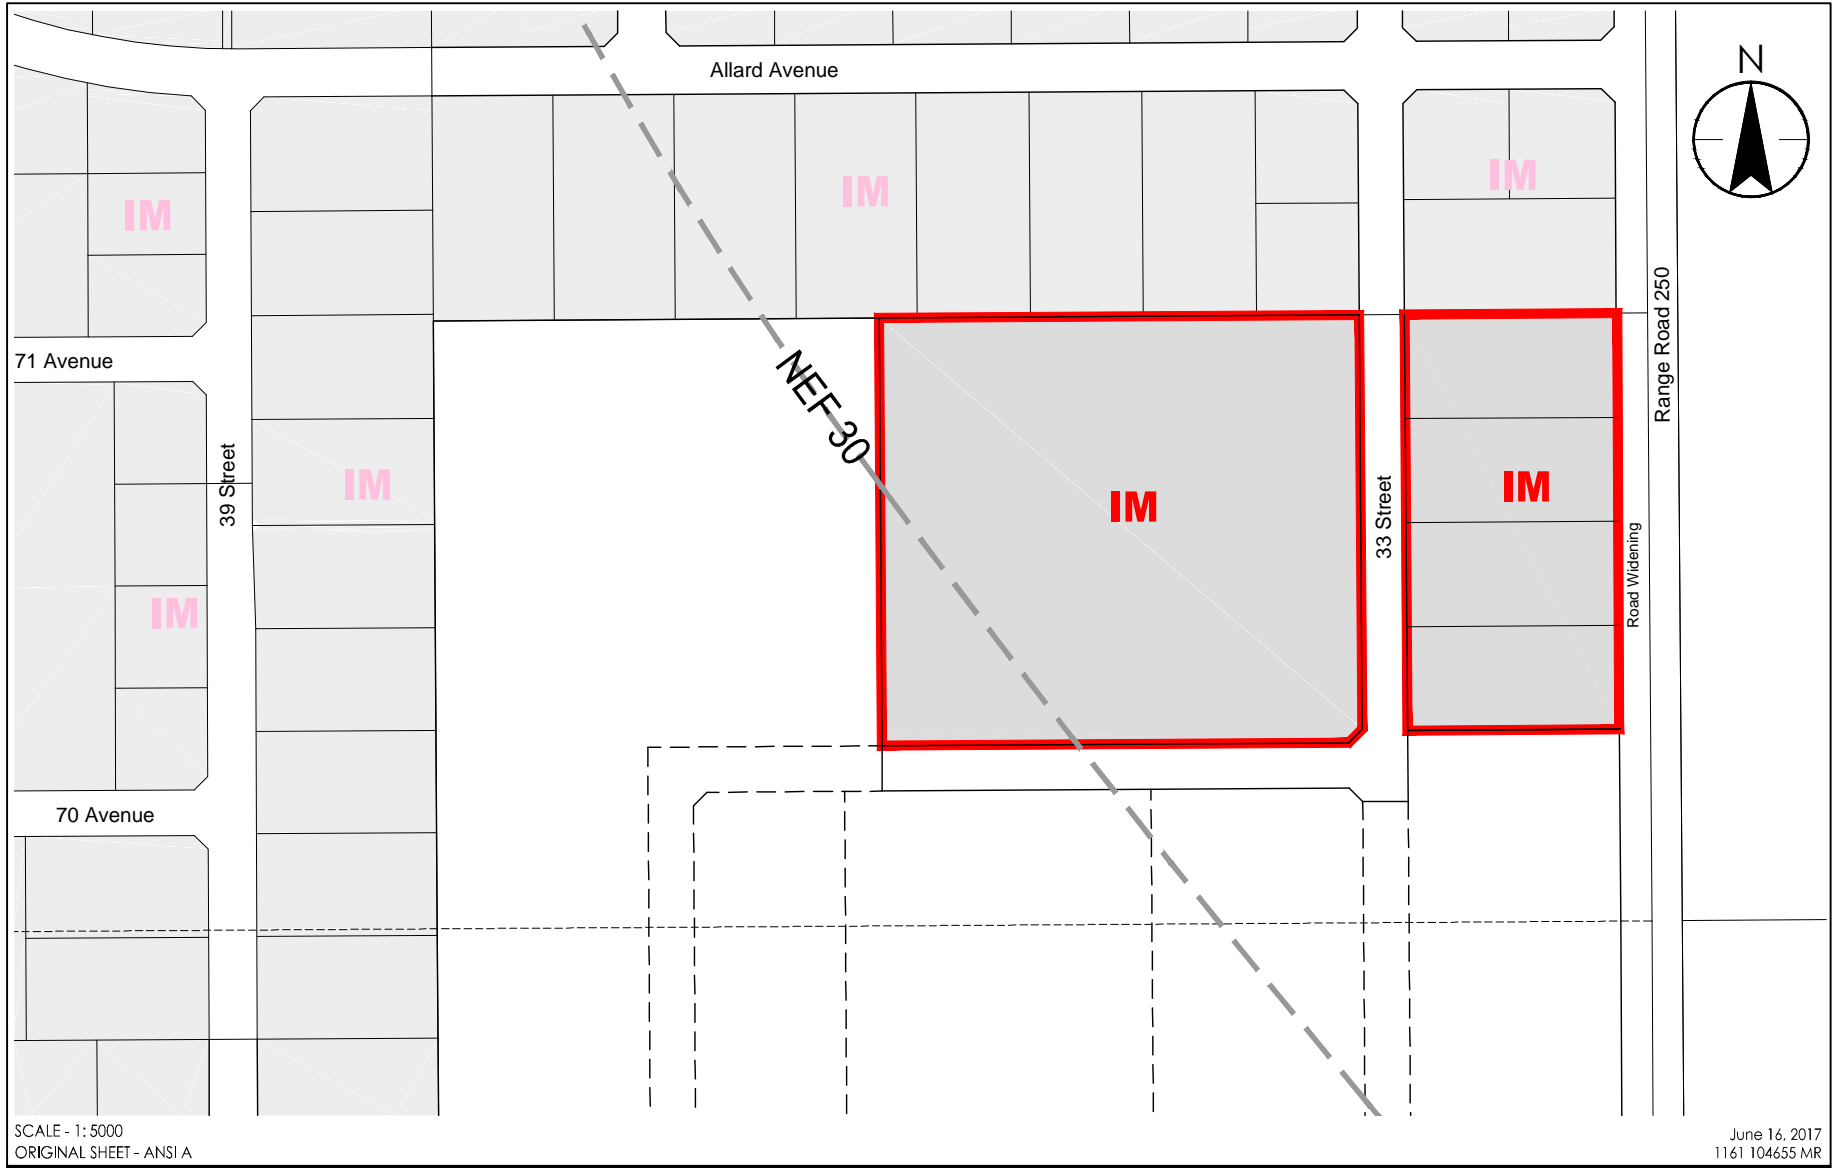 Allard Avenue
N
IM
IM
IM
71 Avenue
Range Road 250
NEF 30
39 Street
IM
IM
IM
33 Street
Road Widening
IM
70 Avenue
SCALE - 1: 5000
ORIGINAL SHEET - ANSI A
June 16, 2017
1161 104655 MR